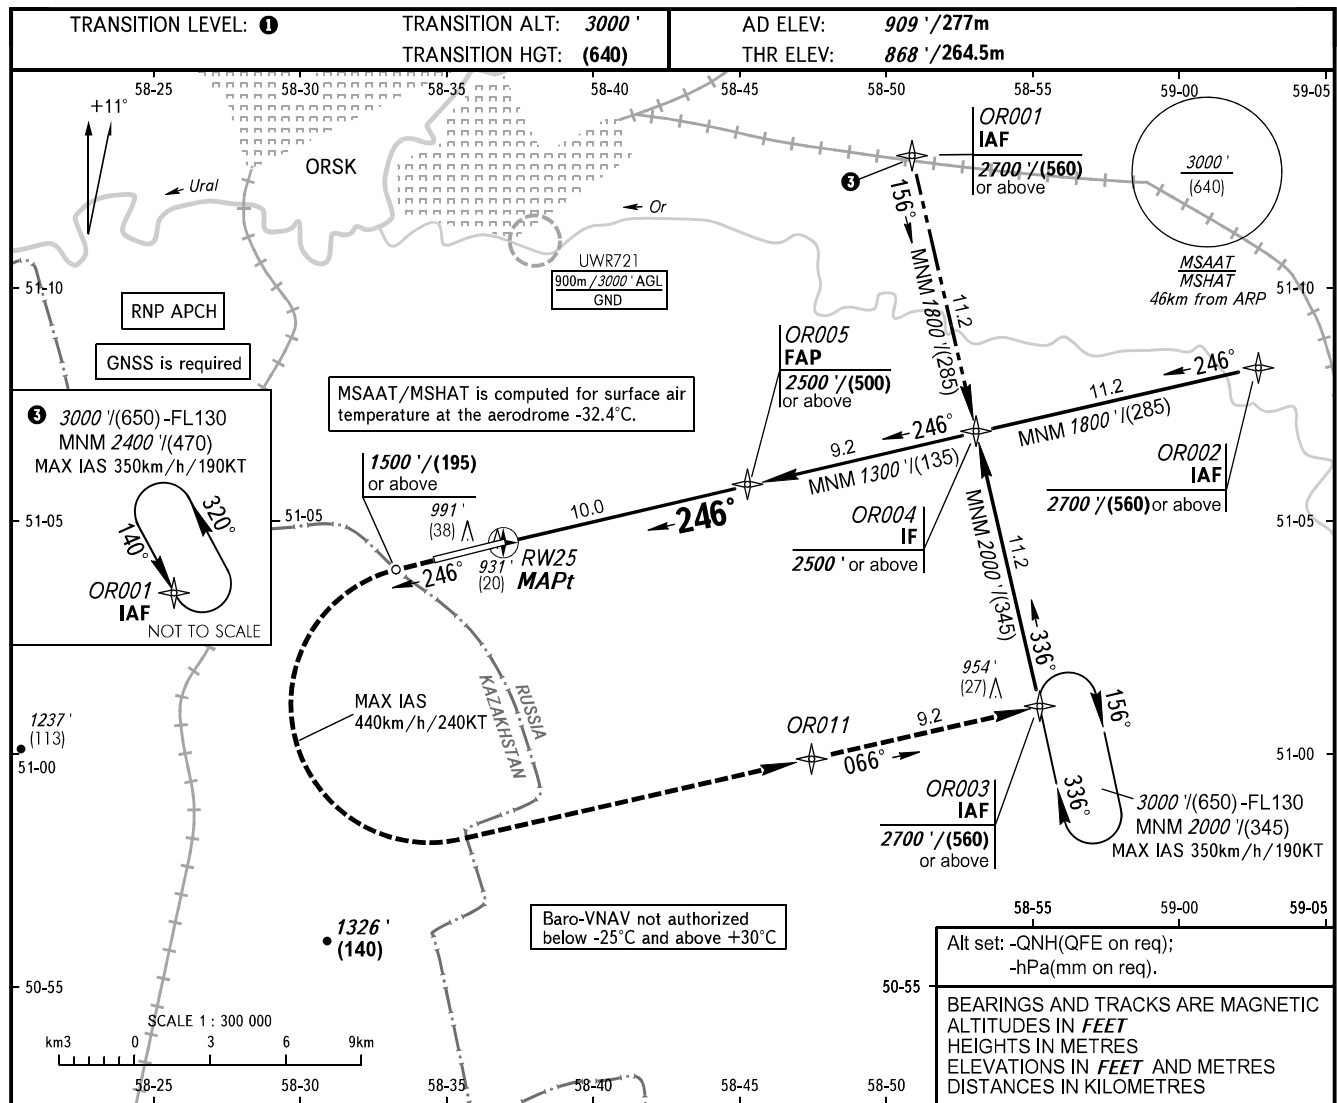 TRANSITION LEVEL: ❶
TRANSITION ALT: 3000 '
TRANSITION HGT: (640)
AD ELEV: 909 '/277m
THR ELEV: 868 '/264.5m
58-25
58-30
58-35
58-40
58-45
58-50
59-00
59-05
+11°
ORSK
Ural
Or
UWR721
900m/3000 ' AGL
GND
OR001
IAF
2700 '/(560)
or above
❸
156°
MNM 1800 '/(285)
11.2
3000 '
(640)
MSAAT
MSHAT
46km from ARP
51-10
51-10
RNP APCH
GNSS is required
MSAAT/MSHAT is computed for surface air
temperature at the aerodrome -32.4°C.
OR005
FAP
2500 '/(500)
or above
246°
11.2
MNM 1800 '/(285)
246°
9.2
MNM 1300 '/(135)
OR002
IAF
2700 '/(560) or above
❸ 3000 '/(650) -FL130
MNM 2400 '/(470)
MAX IAS 350km/h/190KT
320°
140°
OR001
IAF
NOT TO SCALE
1500 '/(195)
or above
991 '
(38)
10.0
246°
51-05
51-05
OR004
IF
2500 ' or above
MNM 2000 '/(345)
11.2
336°
246°
931 '
(20)
RW25
MAPt
MAX IAS
440km/h/240KT
RUSSIA
KAZAKHSTAN
954 '
(27)
1237 '
(113)
51-00
51-00
OR011
9.2
066°
156°
336°
OR003
IAF
2700 '/(560)
or above
3000 '/(650) -FL130
MNM 2000 '/(345)
MAX IAS 350km/h/190KT
1326 '
(140)
Baro-VNAV not authorized
below -25°C and above +30°C
58-55
59-00
59-05
50-55
50-55
Alt set: -QNH(QFE on req);
-hPa(mm on req).
BEARINGS AND TRACKS ARE MAGNETIC
ALTITUDES IN FEET
HEIGHTS IN METRES
ELEVATIONS IN FEET AND METRES
DISTANCES IN KILOMETRES
SCALE 1 : 300 000
km3 0 3 6 9km
58-25
58-30
58-35
58-40
58-45
58-50